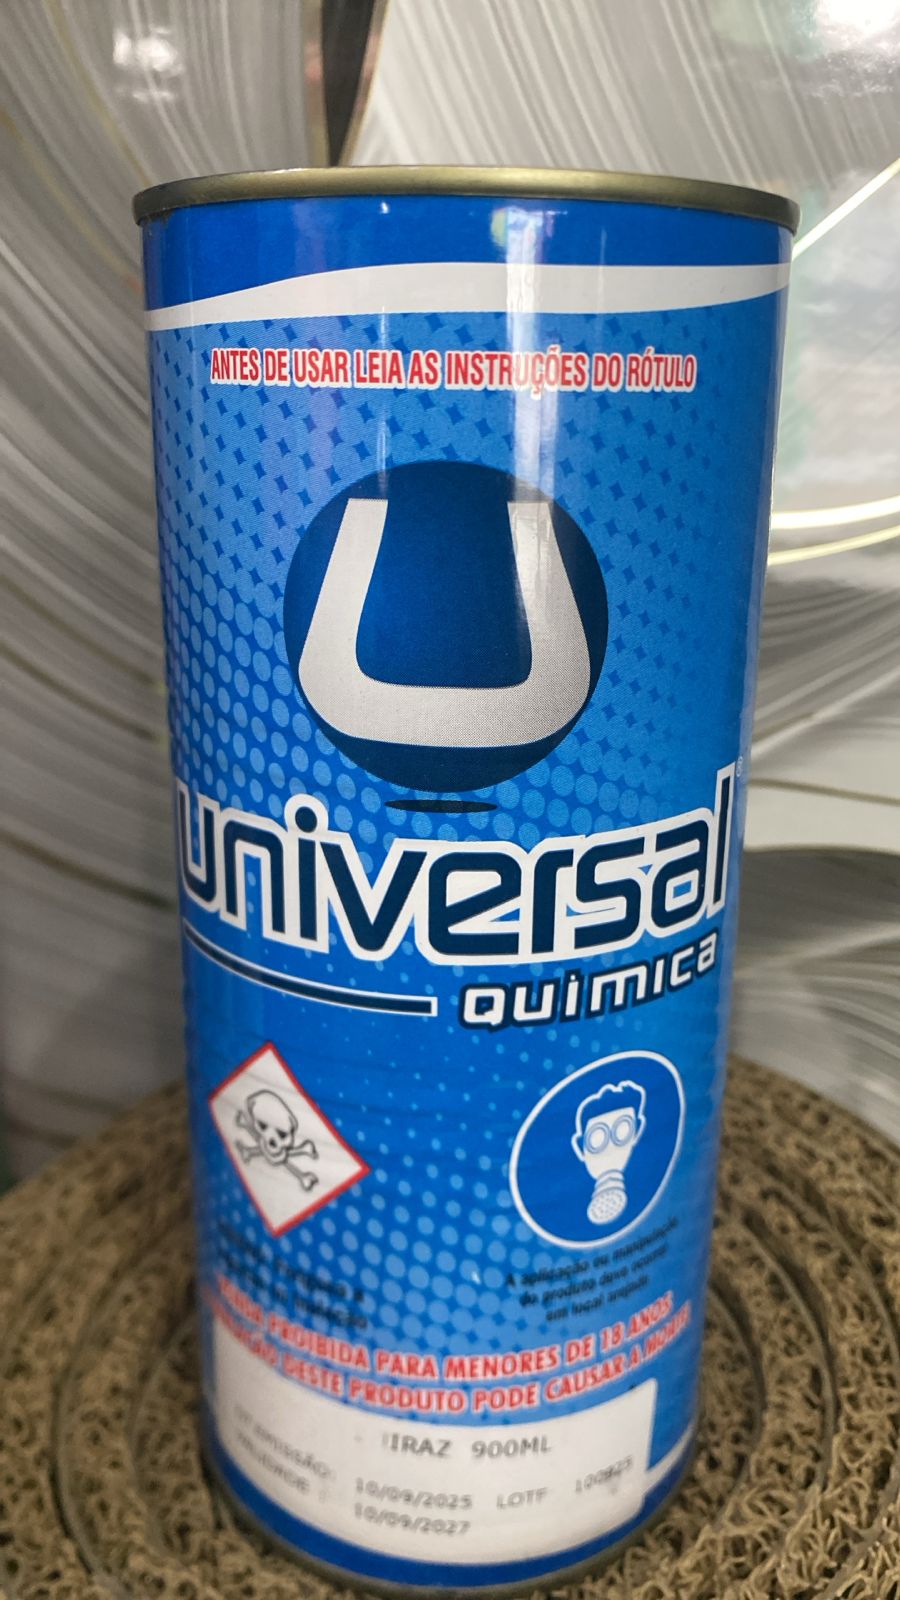 ANTES DE USAR LEIA AS INSTRUÇÕES DO RÓTULO
U
universal®
QUIMICA
A aplicação ou manipulação
do produto deve ocorrer
em local arejado
PROIBIDA PARA MENORES DE 18 ANOS
DESTE PRODUTO PODE CAUSAR A MORTE
IRAZ 900ML
EMISSÃO: 10/09/2025 LOTE
10/09/2027